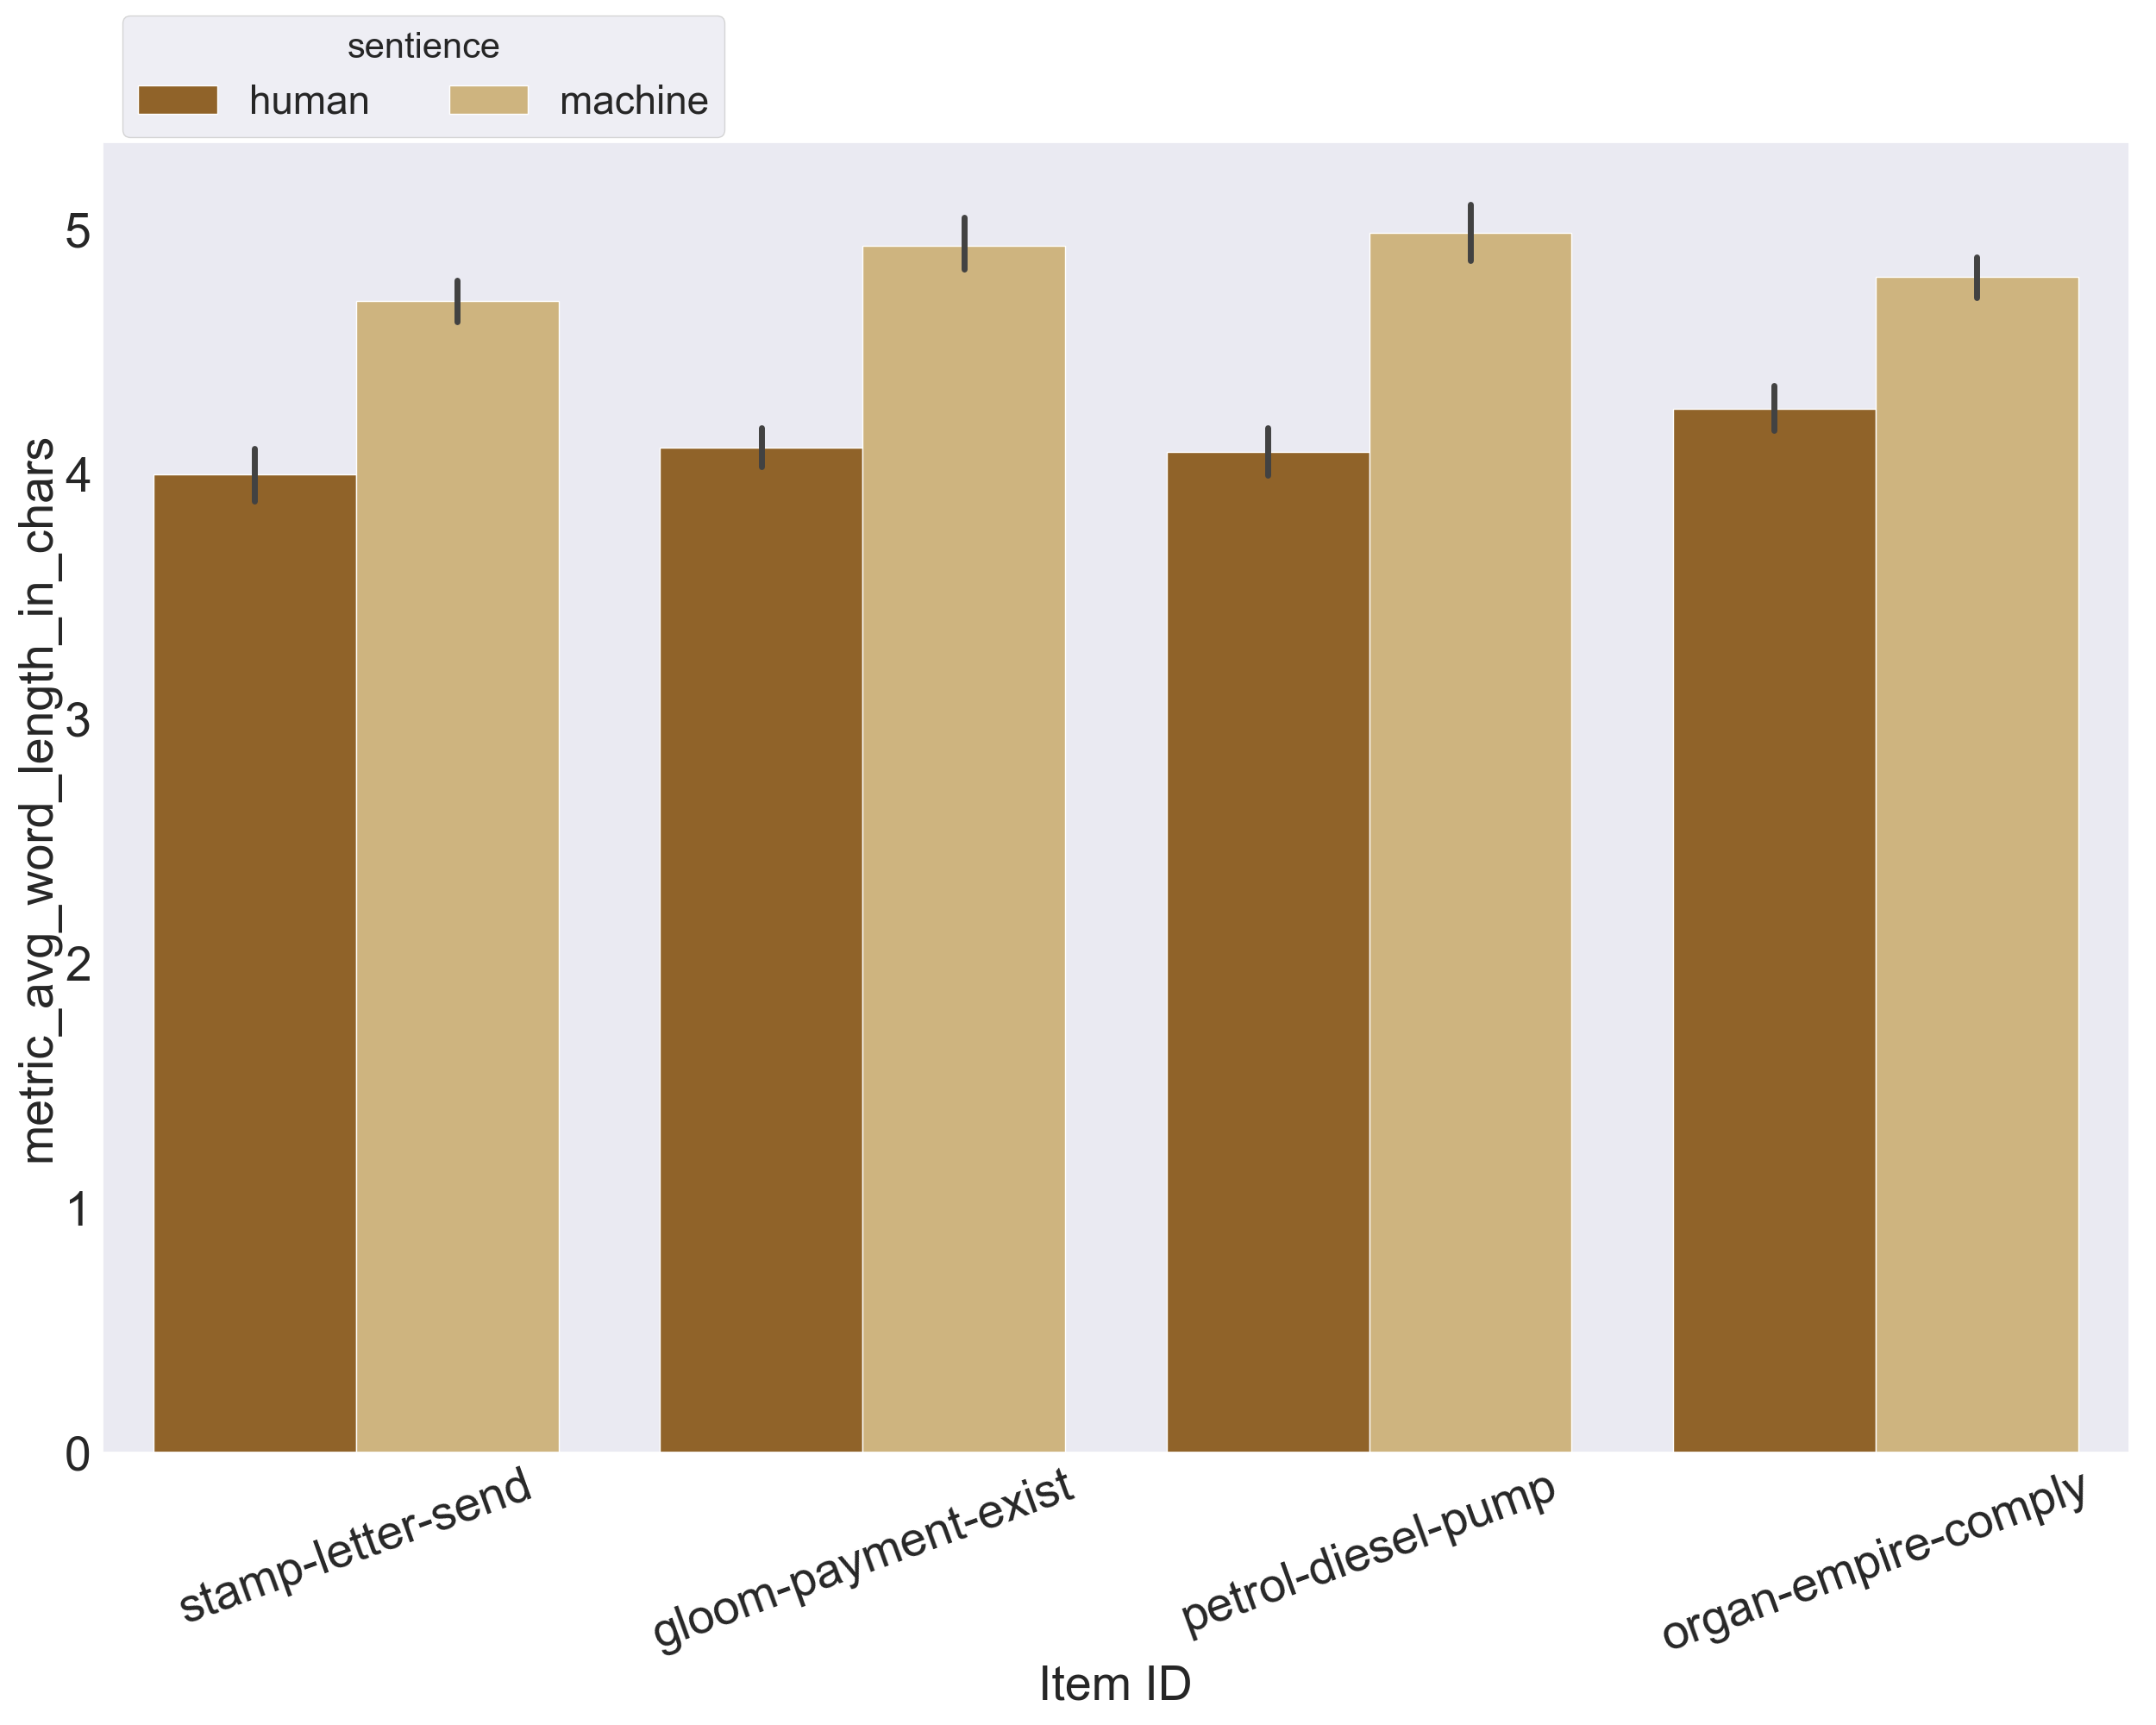 sentience
human machine
metric_avg_word_length_in_chars
5
4
3
2
1
0
stamp-letter-send
gloom-payment-exist
petrol-diesel-pump
organ-empire-comply
Item ID